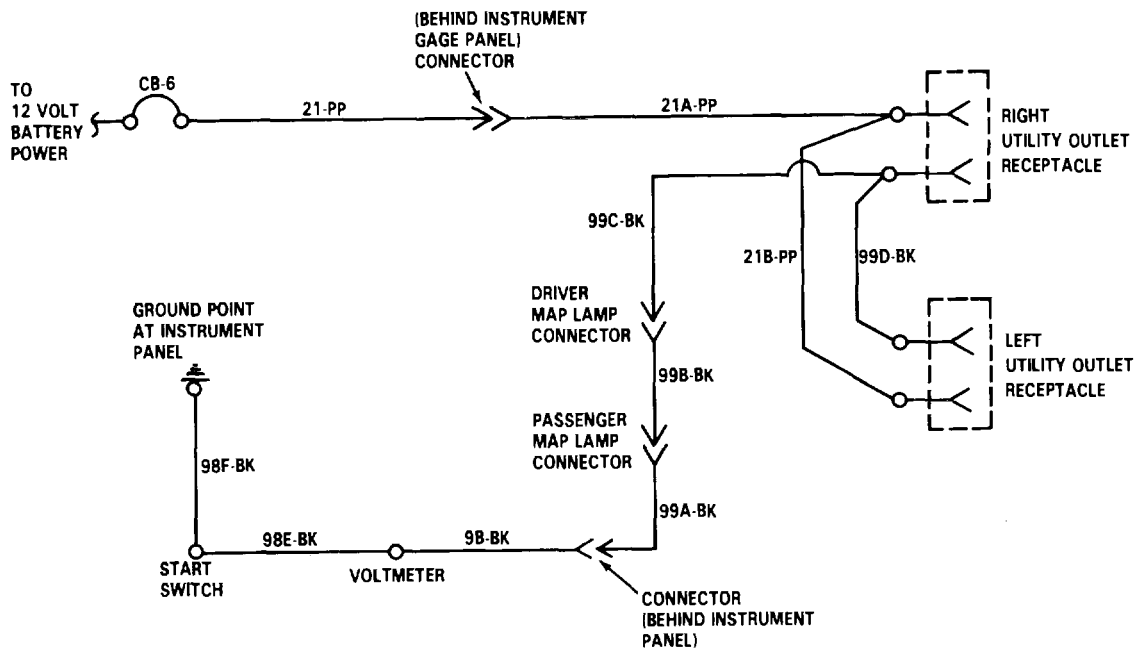 (BEHIND INSTRUMENT
GAGE PANEL)
CONNECTOR
TO
12 VOLT
BATTERY
POWER
CB-6
21-PP
21A-PP
RIGHT
UTILITY OUTLET
RECEPTACLE
99C-BK
21B-PP
99D-BK
DRIVER
MAP LAMP
CONNECTOR
GROUND POINT
AT INSTRUMENT
PANEL
LEFT
UTILITY OUTLET
RECEPTACLE
99B-BK
PASSENGER
MAP LAMP
CONNECTOR
98F-BK
99A-BK
98E-BK
9B-BK
START
SWITCH
VOLTMETER
CONNECTOR
(BEHIND INSTRUMENT
PANEL)